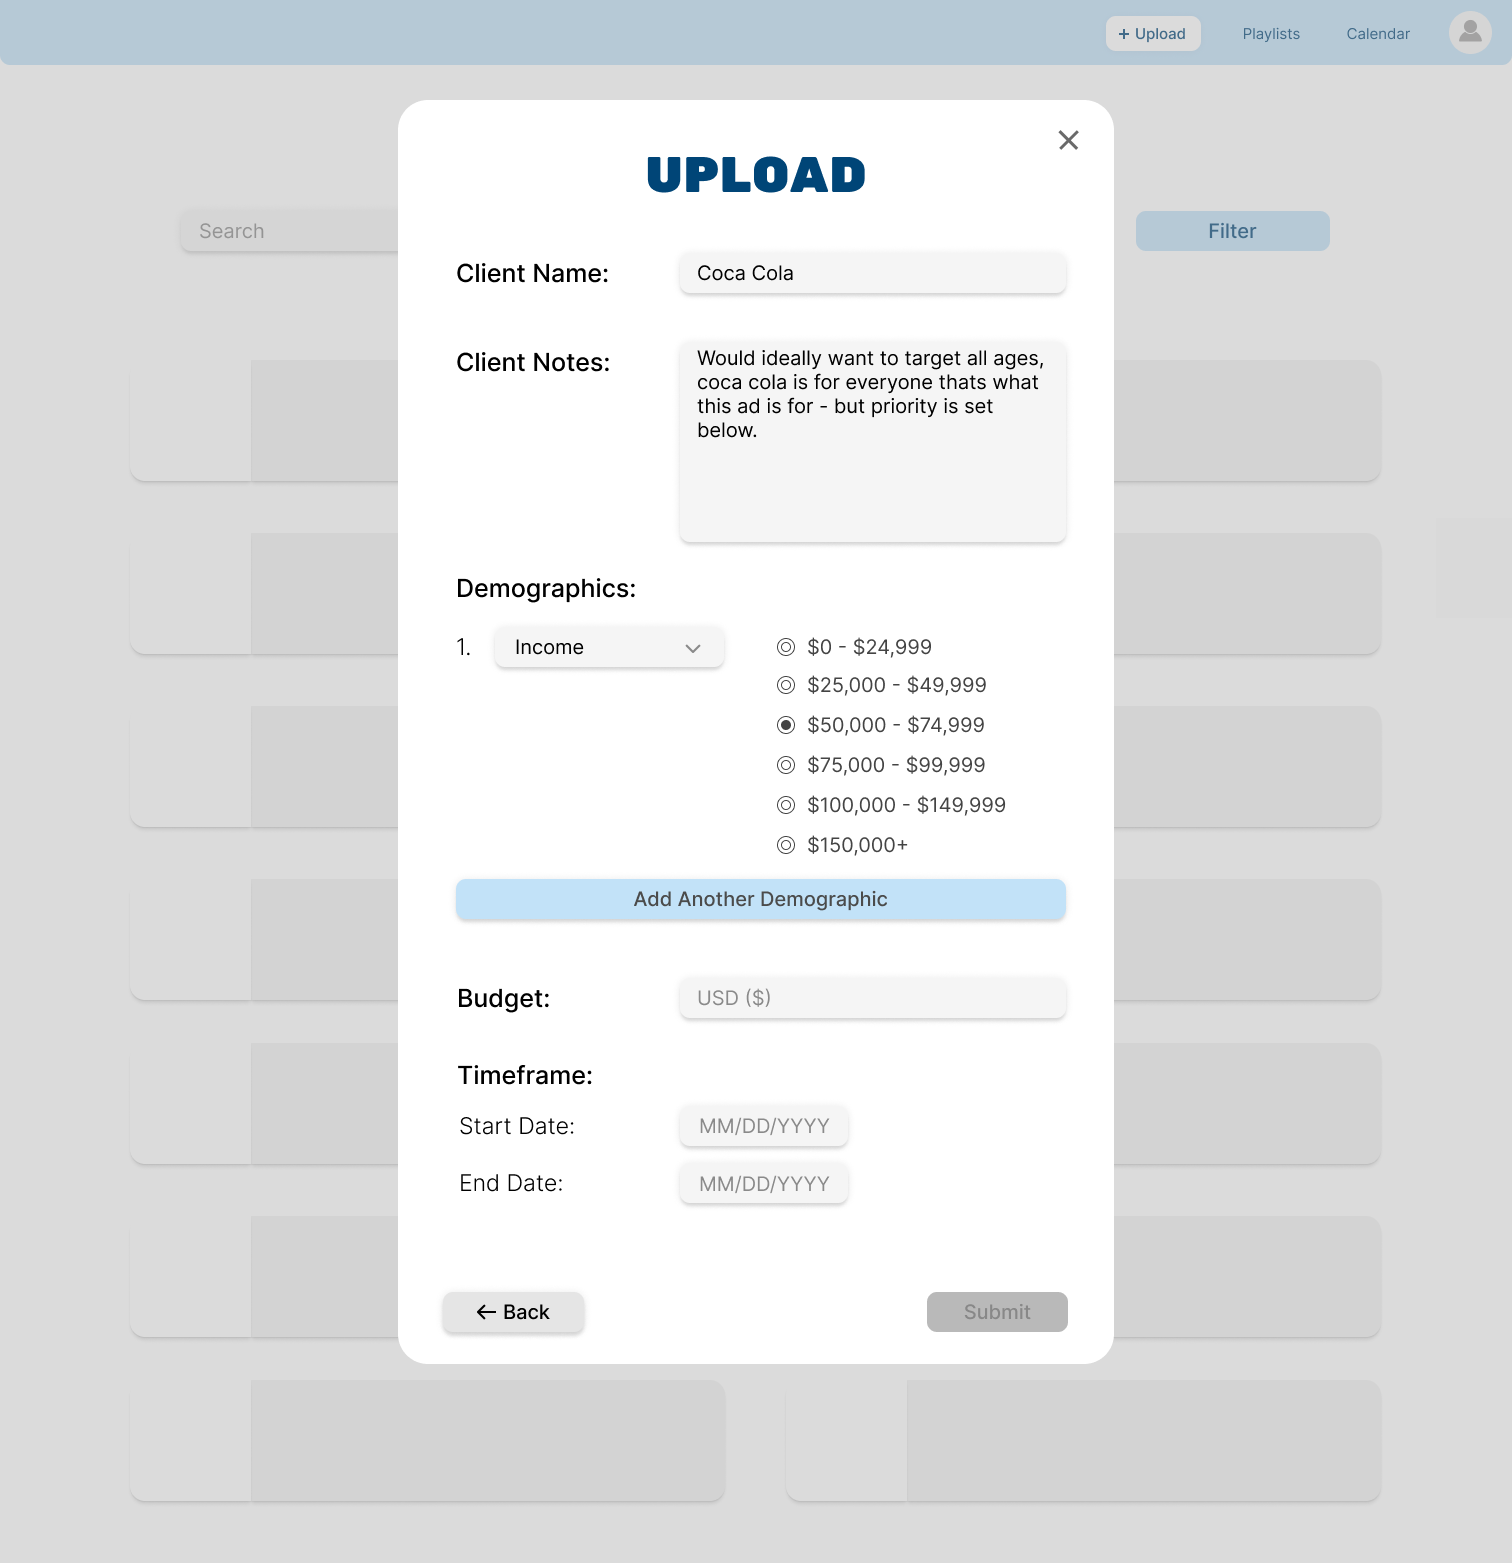 + Upload
Playlists
Calendar
UPLOAD
Search
Filter
Client Name:
Coca Cola
Client Notes:
Would ideally want to target all ages,
coca cola is for everyone thats what
this ad is for - but priority is set
below.
Demographics:
1.
Income
$0 - $24,999
$25,000 - $49,999
$50,000 - $74,999
$75,000 - $99,999
$100,000 - $149,999
$150,000+
Add Another Demographic
Budget:
USD ($)
Timeframe:
Start Date:
MM/DD/YYYY
End Date:
MM/DD/YYYY
← Back
Submit